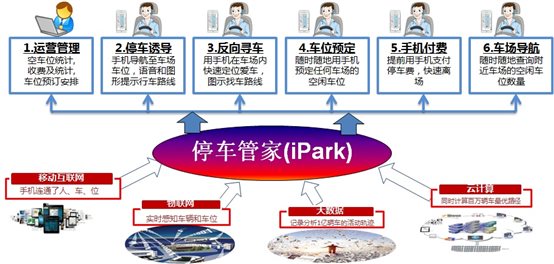 1.运营管理
空车位统计,
收费及统计,
车位预订安排
2.停车诱导
手机导航至车场
车位，语音和图
形提示行车路线
3.反向寻车
用手机在车场内
快速定位爱车，
图示找车路线
4.车位预定
随时随地用手机
预定任何车场的
空闲车位
5.手机付费
提前用手机支付
停车费，快速离
场
6.车场导航
随时随地查询附
近车场的空闲车
位数量
停车管家(iPark)
移动互联网
手机连通了人、车、位
物联网
实时感知车辆和车位
大数据
记录分析1亿辆车的活动轨迹
云计算
同时计算百万辆车最优路径